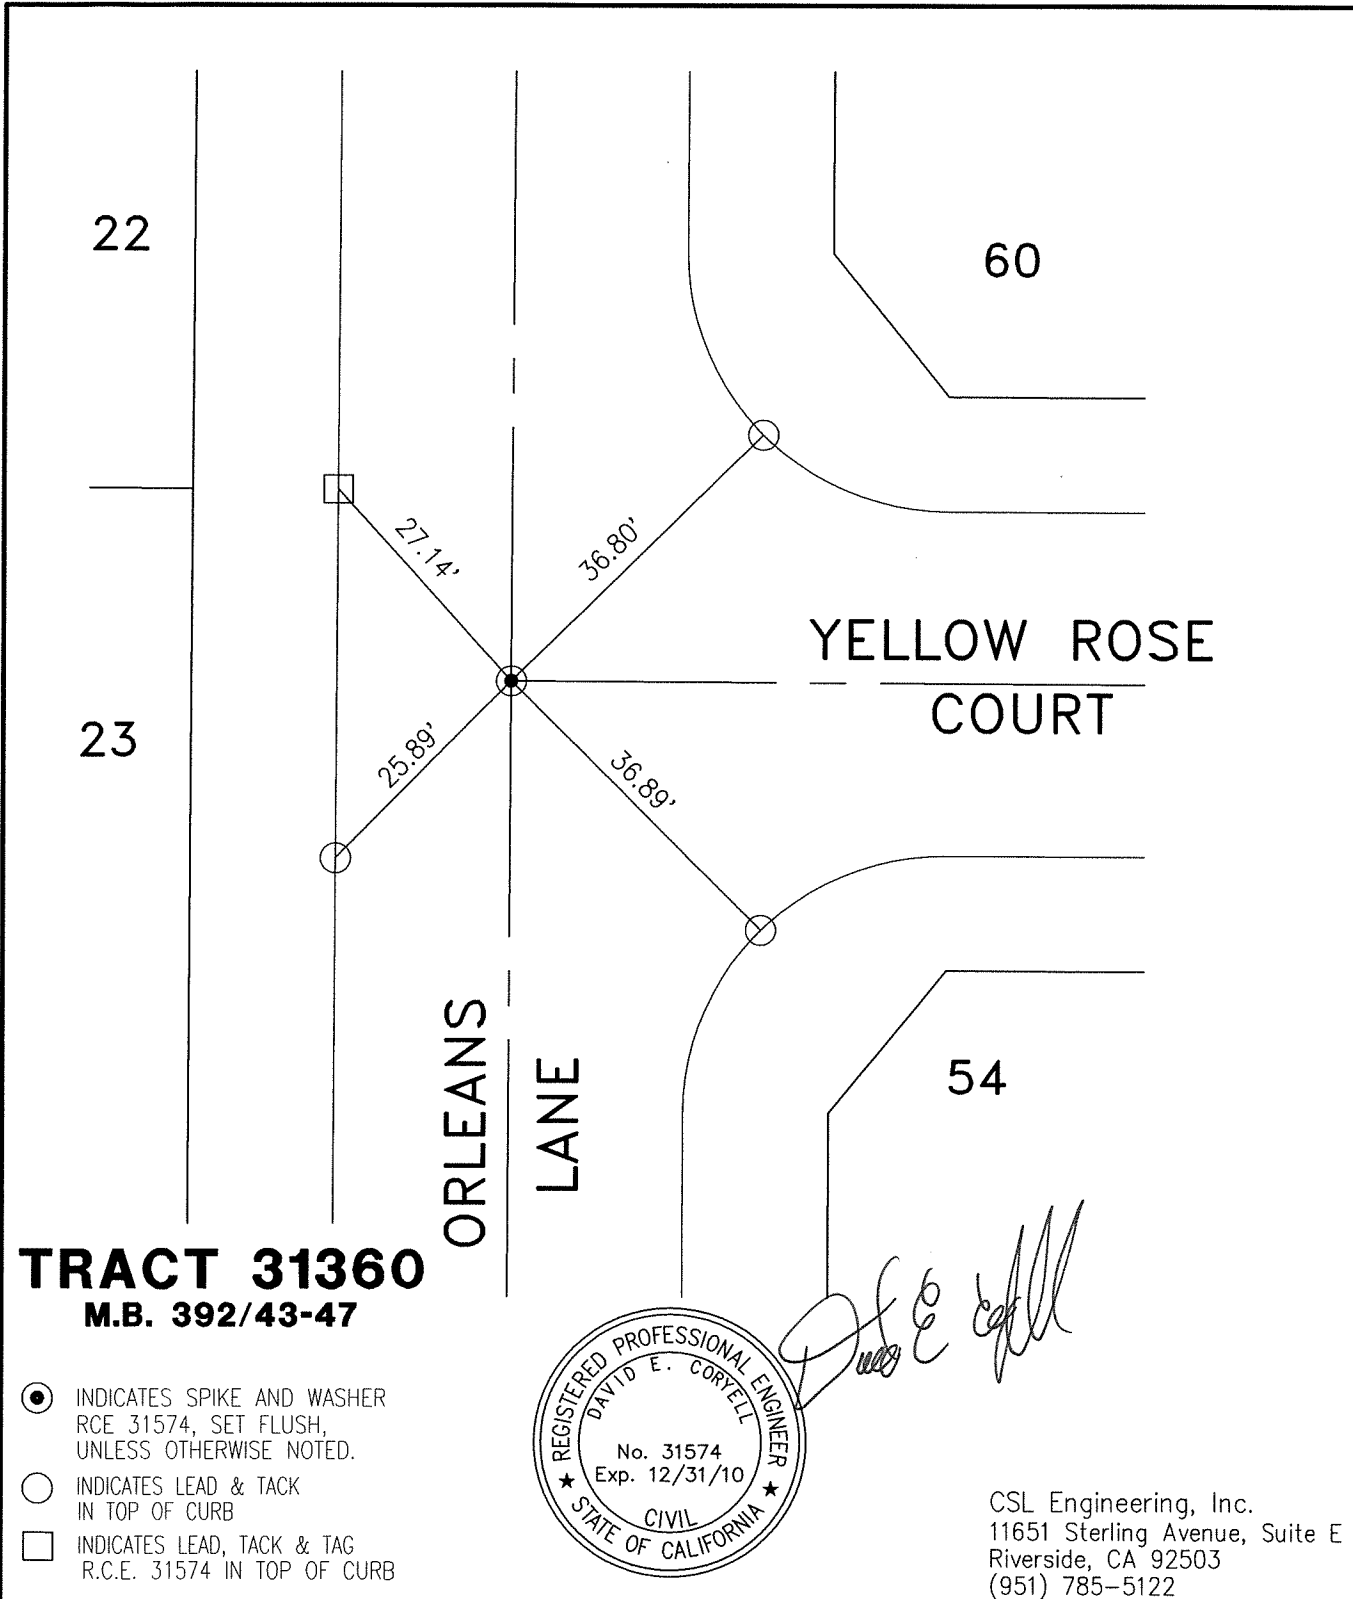 22
60
27.14'
36.80'
YELLOW ROSE
COURT
23
25.89'
36.89'
ORLEANS
LANE
54
TRACT 31360
M.B. 392/43-47
INDICATES SPIKE AND WASHER
RCE 31574, SET FLUSH,
UNLESS OTHERWISE NOTED.
INDICATES LEAD & TACK
IN TOP OF CURB
INDICATES LEAD, TACK & TAG
R.C.E. 31574 IN TOP OF CURB
REGISTERED PROFESSIONAL ENGINEER
DAVID E. CORYELL
No. 31574
Exp. 12/31/10
CIVIL
★ STATE OF CALIFORNIA ★
CSL Engineering, Inc.
11651 Sterling Avenue, Suite E
Riverside, CA 92503
(951) 785-5122